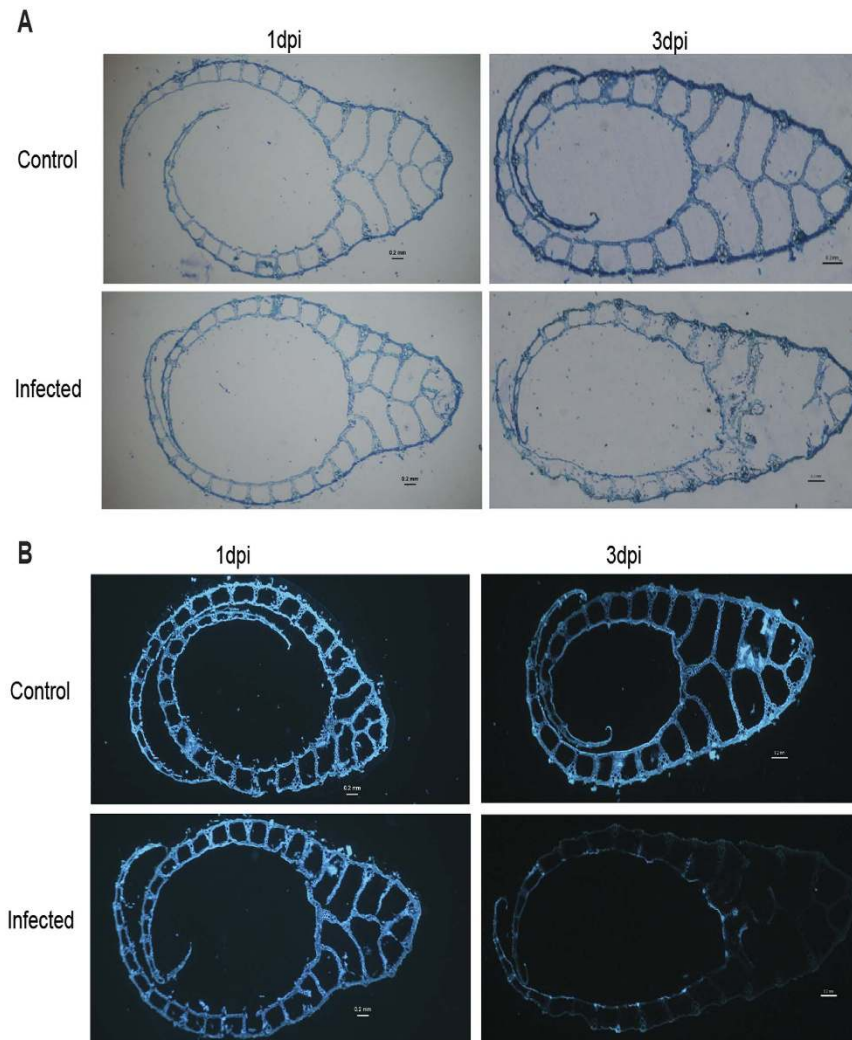 A
1dpi 3dpi
Control
0.2 mm
Infected
0.2 mm
B
1dpi 3dpi
Control
0.2 mm
Infected
0.2 mm